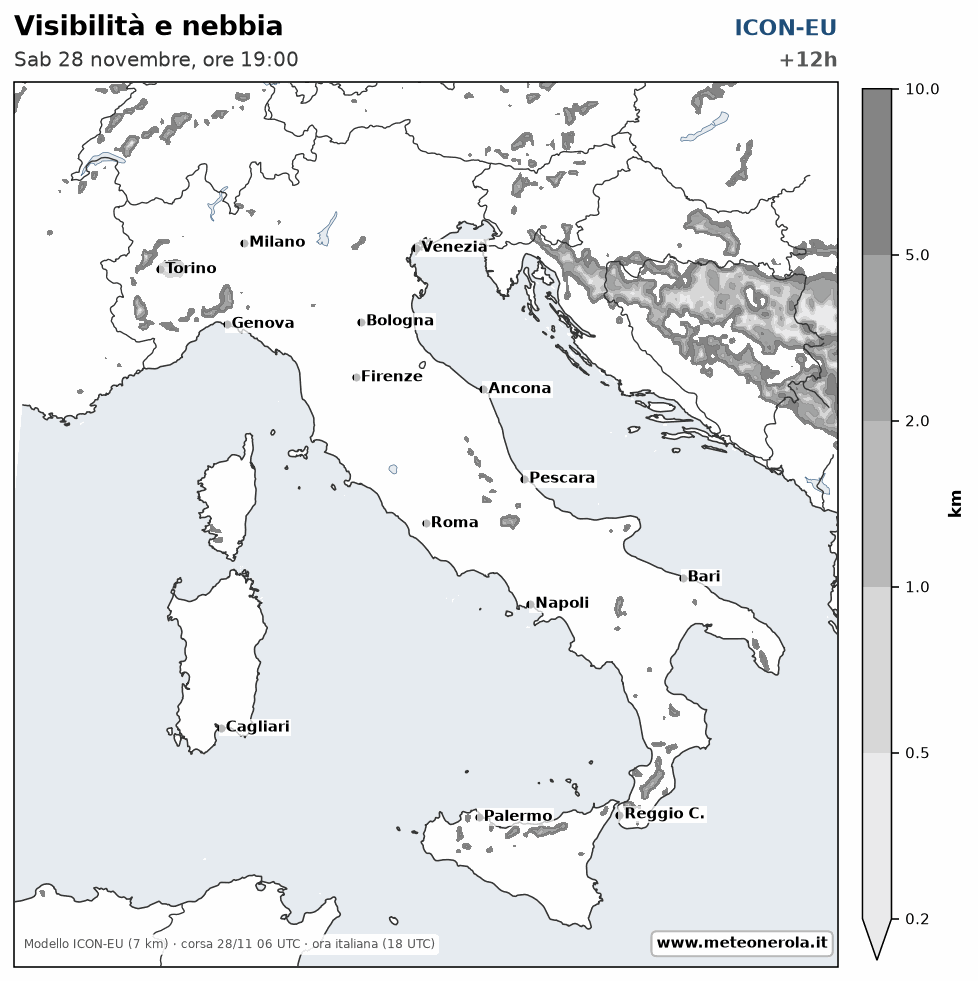 Visibilità e nebbia
ICON-EU
Sab 28 novembre, ore 19:00
+12h
10.0
5.0
2.0
1.0
0.5
0.2
km
Milano
Venezia
Torino
Genova
Bologna
Firenze
Ancona
Pescara
Roma
Bari
Napoli
Cagliari
Palermo
Reggio C.
Modello ICON-EU (7 km) · corsa 28/11 06 UTC · ora italiana (18 UTC)
www.meteonerola.it